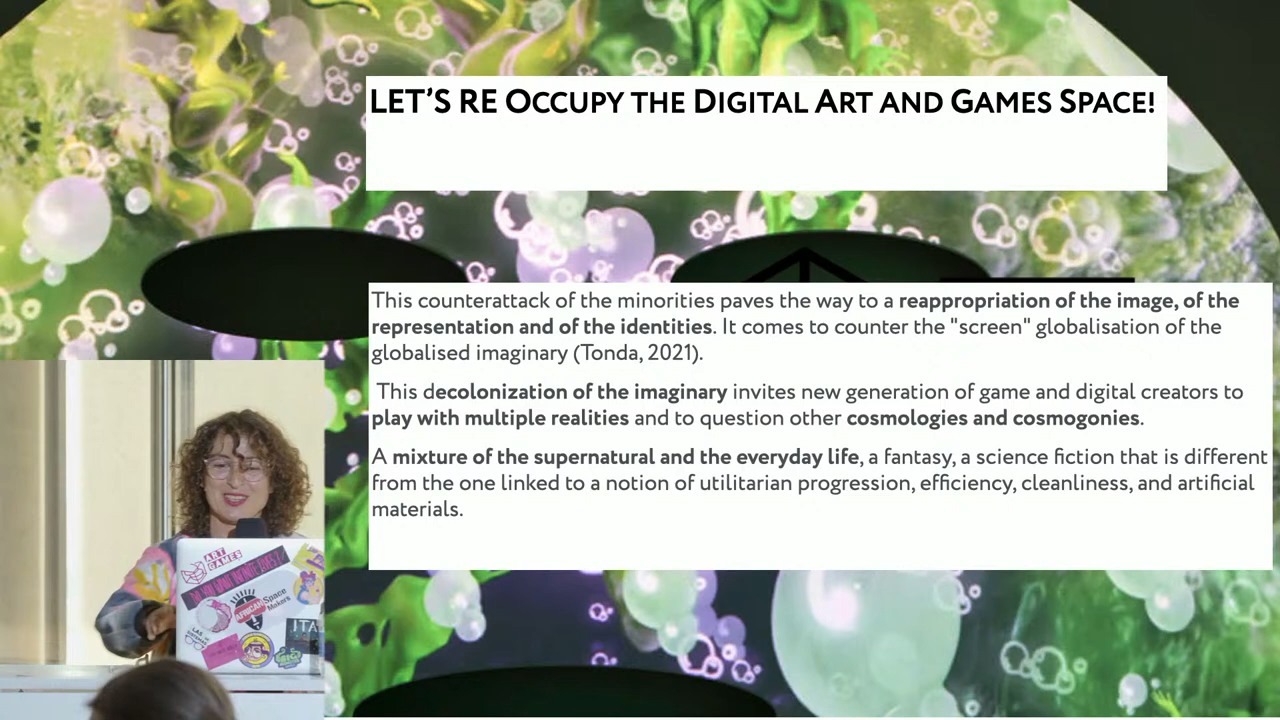 LET'S RE OCCUPY THE DIGITAL ART AND GAMES SPACE!
This counterattack of the minorities paves the way to a reappropriation of the image, of the
representation and of the identities. It comes to counter the "screen" globalisation of the
globalised imaginary (Tonda, 2021).
This decolonization of the imaginary invites new generation of game and digital creators to
play with multiple realities and to question other cosmologies and cosmogonies.
A mixture of the supernatural and the everyday life, a fantasy, a science fiction that is different
from the one linked to a notion of utilitarian progression, efficiency, cleanliness, and artificial
materials.
ART
GAMES
AFRICAN Space
Makers
LAS